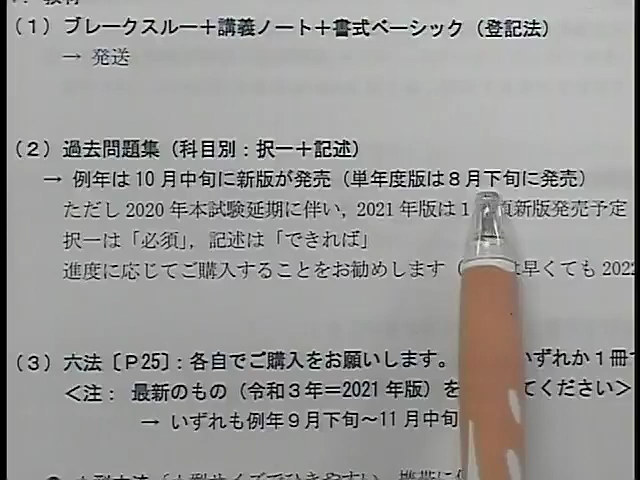 (1) ブレークスルー＋講義ノート＋書式ベーシック（登記法）
→ 発送
(2) 過去問題集（科目別：択一＋記述）
→ 例年は10月中旬に新版が発売（単年度版は8月下旬に発売）
ただし2020年本試験延期に伴い, 2021年版は1 頃新版発売予定
択一は「必須」, 記述は「できれば」
進度に応じてご購入することをお勧めします（ は早くても2022
(3) 六法〔P25〕：各自でご購入をお願いします。 いずれか1冊
＜注： 最新のもの（令和3年＝2021年版）を てください＞
→ いずれも例年9月下旬～11月中旬